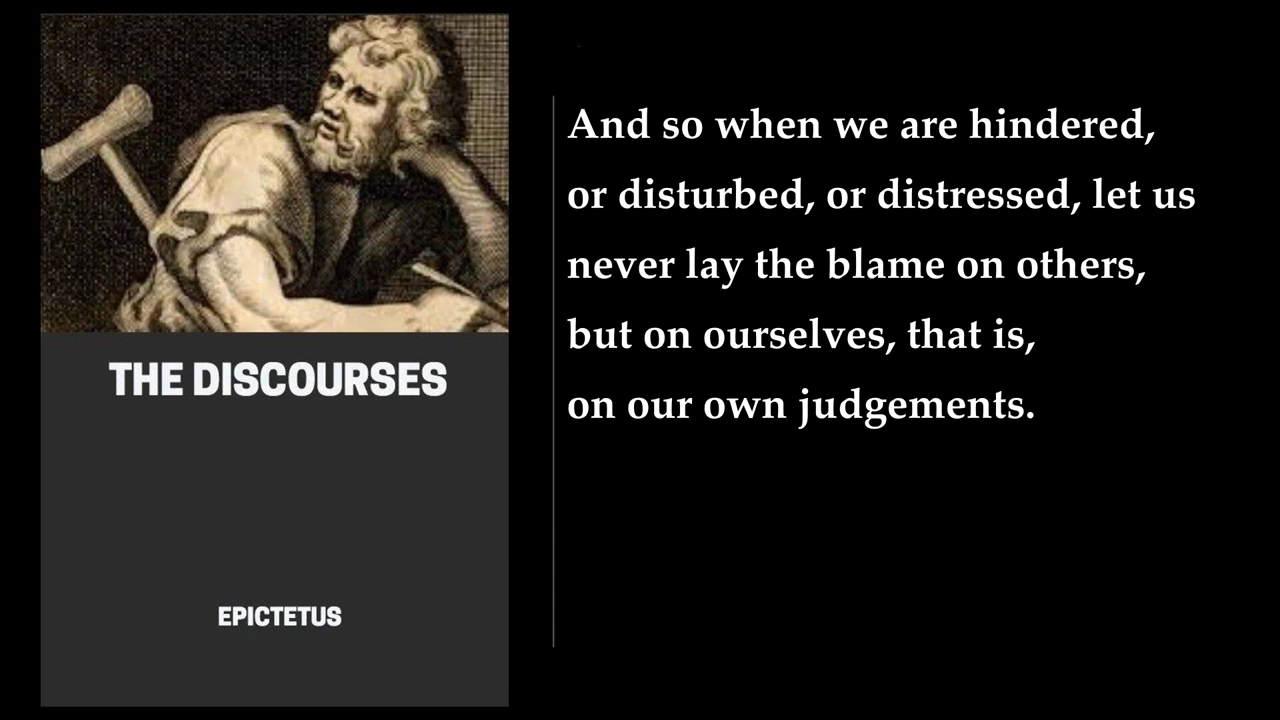 THE DISCOURSES
EPICTETUS
And so when we are hindered,
or disturbed, or distressed, let us
never lay the blame on others,
but on ourselves, that is,
on our own judgements.